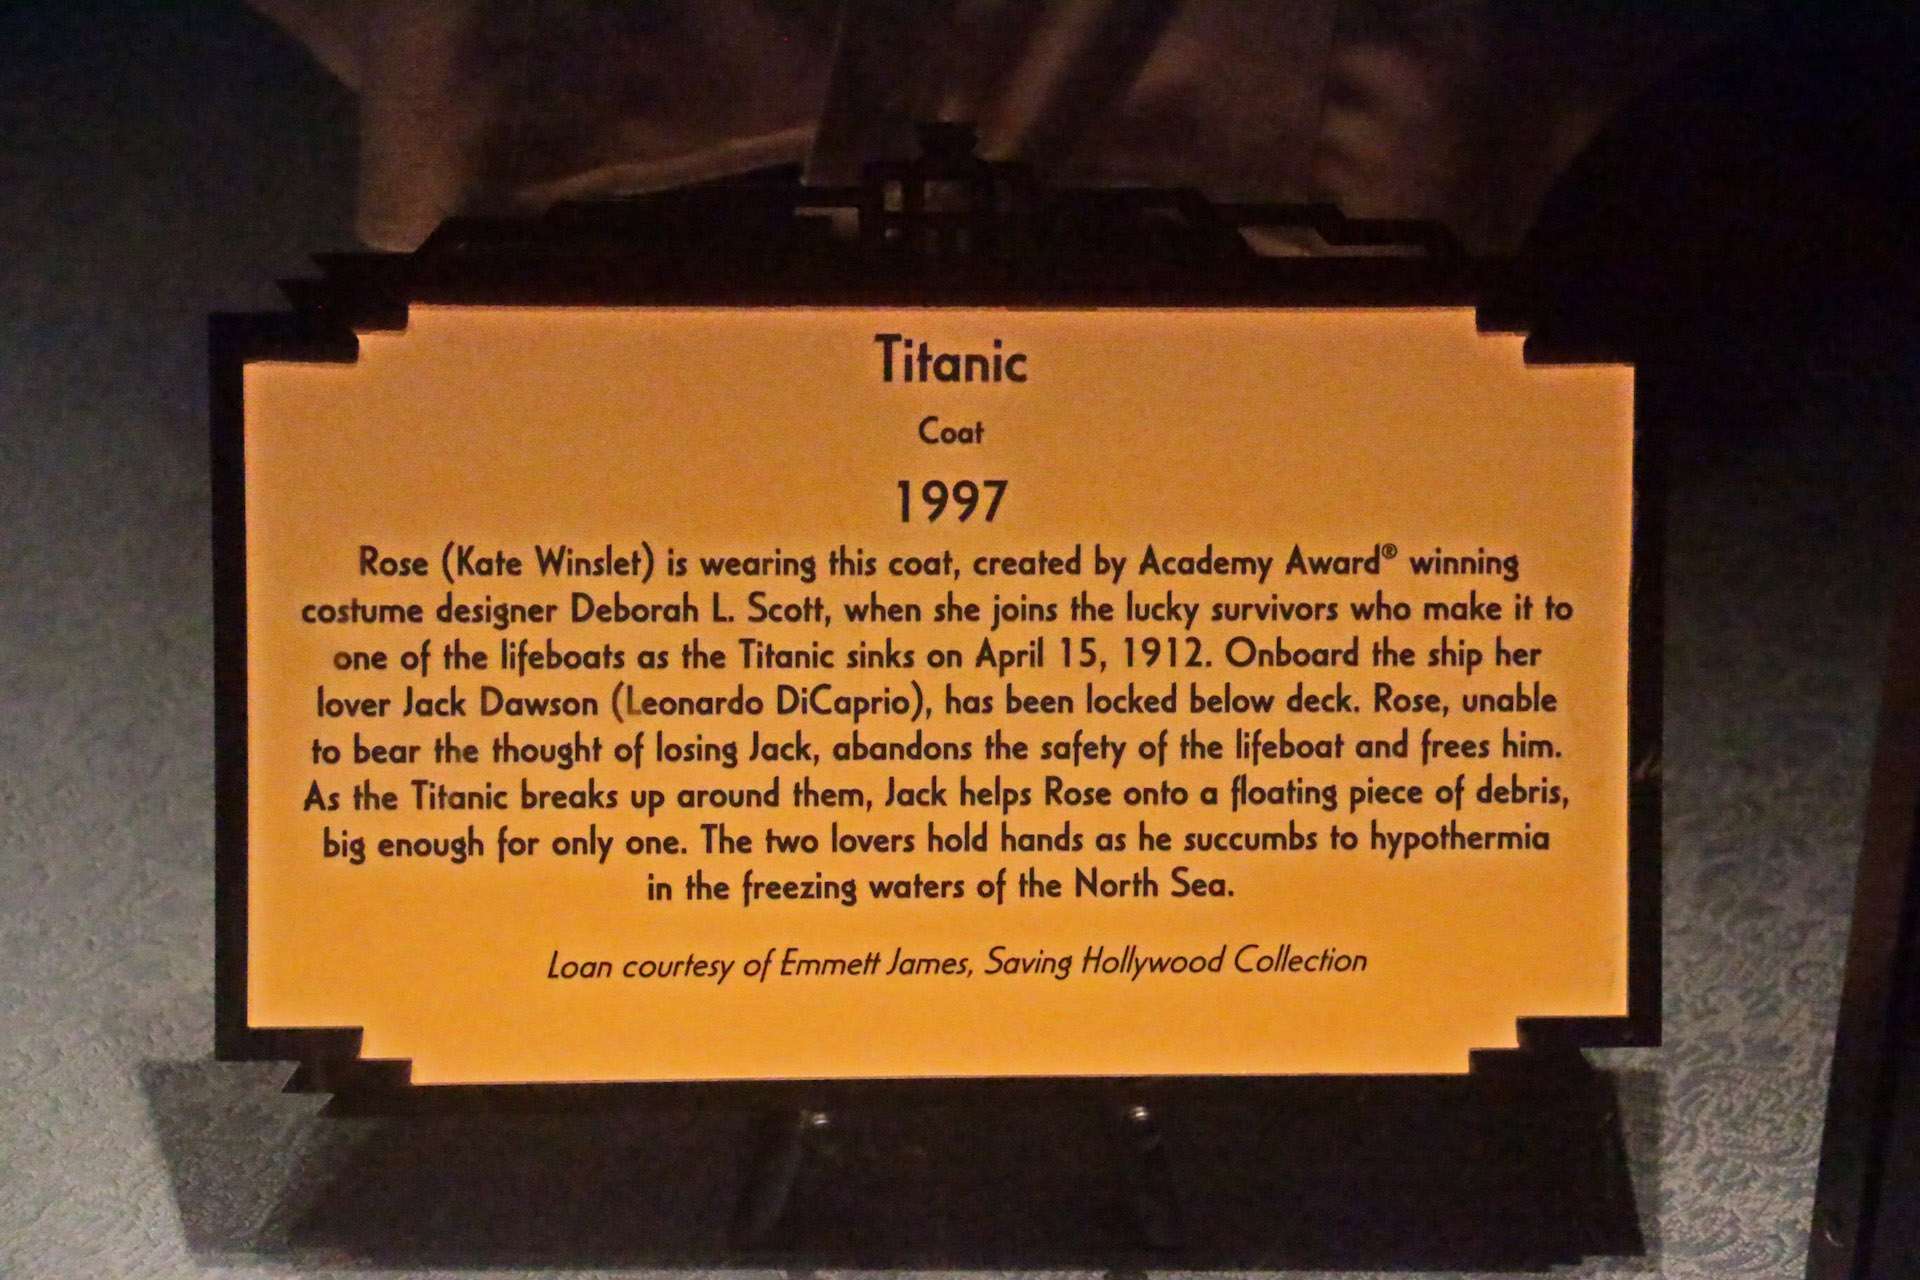 Titanic
Coat
1997
Rose (Kate Winslet) is wearing this coat, created by Academy Award® winning
costume designer Deborah L. Scott, when she joins the lucky survivors who make it to
one of the lifeboats as the Titanic sinks on April 15, 1912. Onboard the ship her
lover Jack Dawson (Leonardo DiCaprio), has been locked below deck. Rose, unable
to bear the thought of losing Jack, abandons the safety of the lifeboat and frees him.
As the Titanic breaks up around them, Jack helps Rose onto a floating piece of debris,
big enough for only one. The two lovers hold hands as he succumbs to hypothermia
in the freezing waters of the North Sea.
Loan courtesy of Emmett James, Saving Hollywood Collection